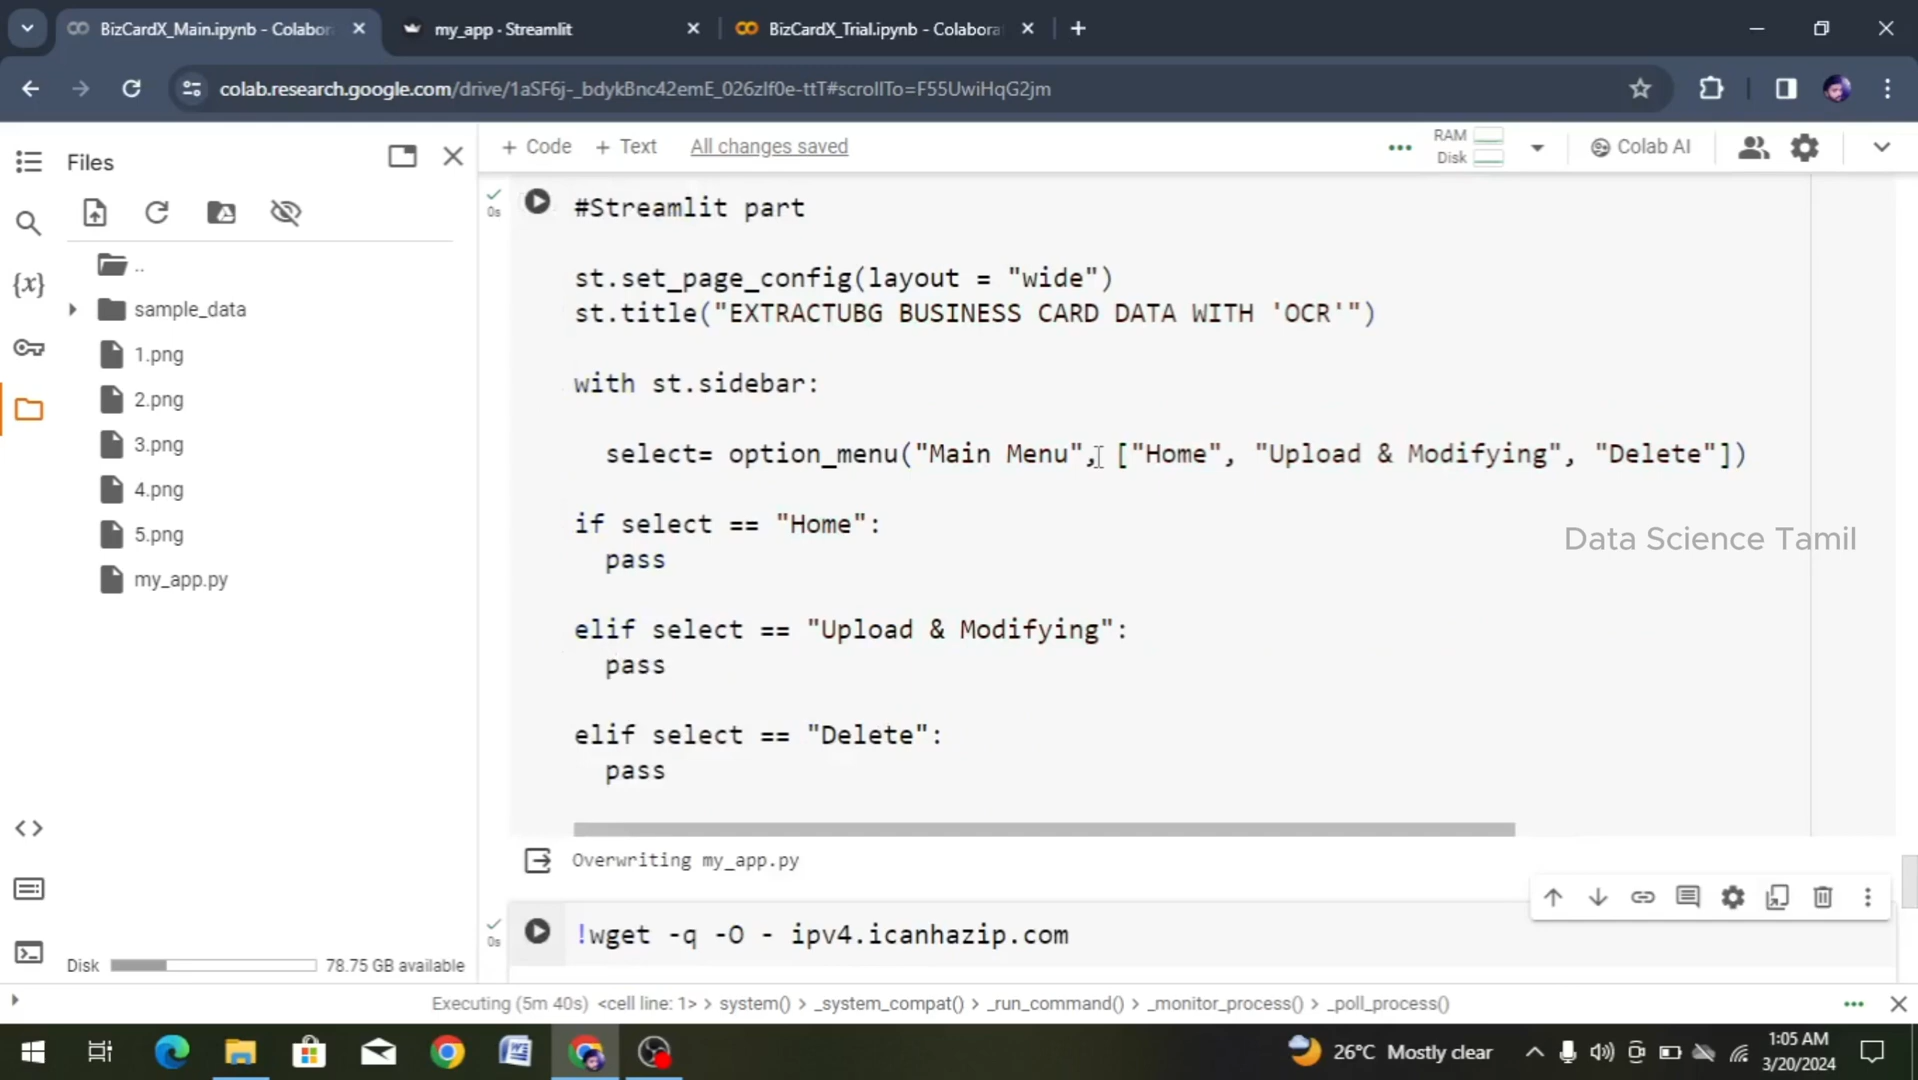 BizCardX_Main.ipynb - Colabor
my_app - Streamlit
BizCardX_Trial.ipynb - Colabora
colab.research.google.com/drive/1aSF6j-_bdykBnc42emE_026zIf0e-ttT#scrollTo=F55UwiHqG2jm
Files
+ Code + Text All changes saved
RAM
Disk
Colab AI
..
sample_data
1.png
2.png
3.png
4.png
5.png
my_app.py
{x}
Disk
78.75 GB available
0s
#Streamlit part
st.set_page_config(layout = "wide")
st.title("EXTRACTUBG BUSINESS CARD DATA WITH 'OCR'")
with st.sidebar:
select= option_menu("Main Menu", ["Home", "Upload & Modifying", "Delete"])
if select == "Home":
pass
Data Science Tamil
elif select == "Upload & Modifying":
pass
elif select == "Delete":
pass
Overwriting my_app.py
0s
!wget -q -O - ipv4.icanhazip.com
Executing (5m 40s) <cell line: 1> > system() > _system_compat() > _run_command() > _monitor_process() > _poll_process()
26°C Mostly clear
1:05 AM
3/20/2024